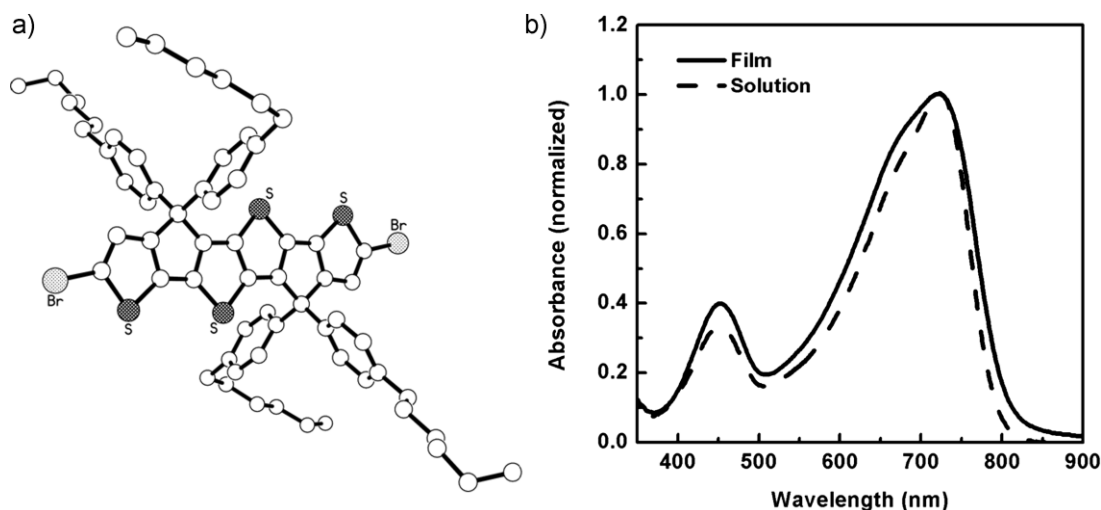 a)
S
S
Br
Br
S
S
b)
Film
Solution
Absorbance (normalized)
1.2
1.0
0.8
0.6
0.4
0.2
0.0
400 500 600 700 800 900
Wavelength (nm)